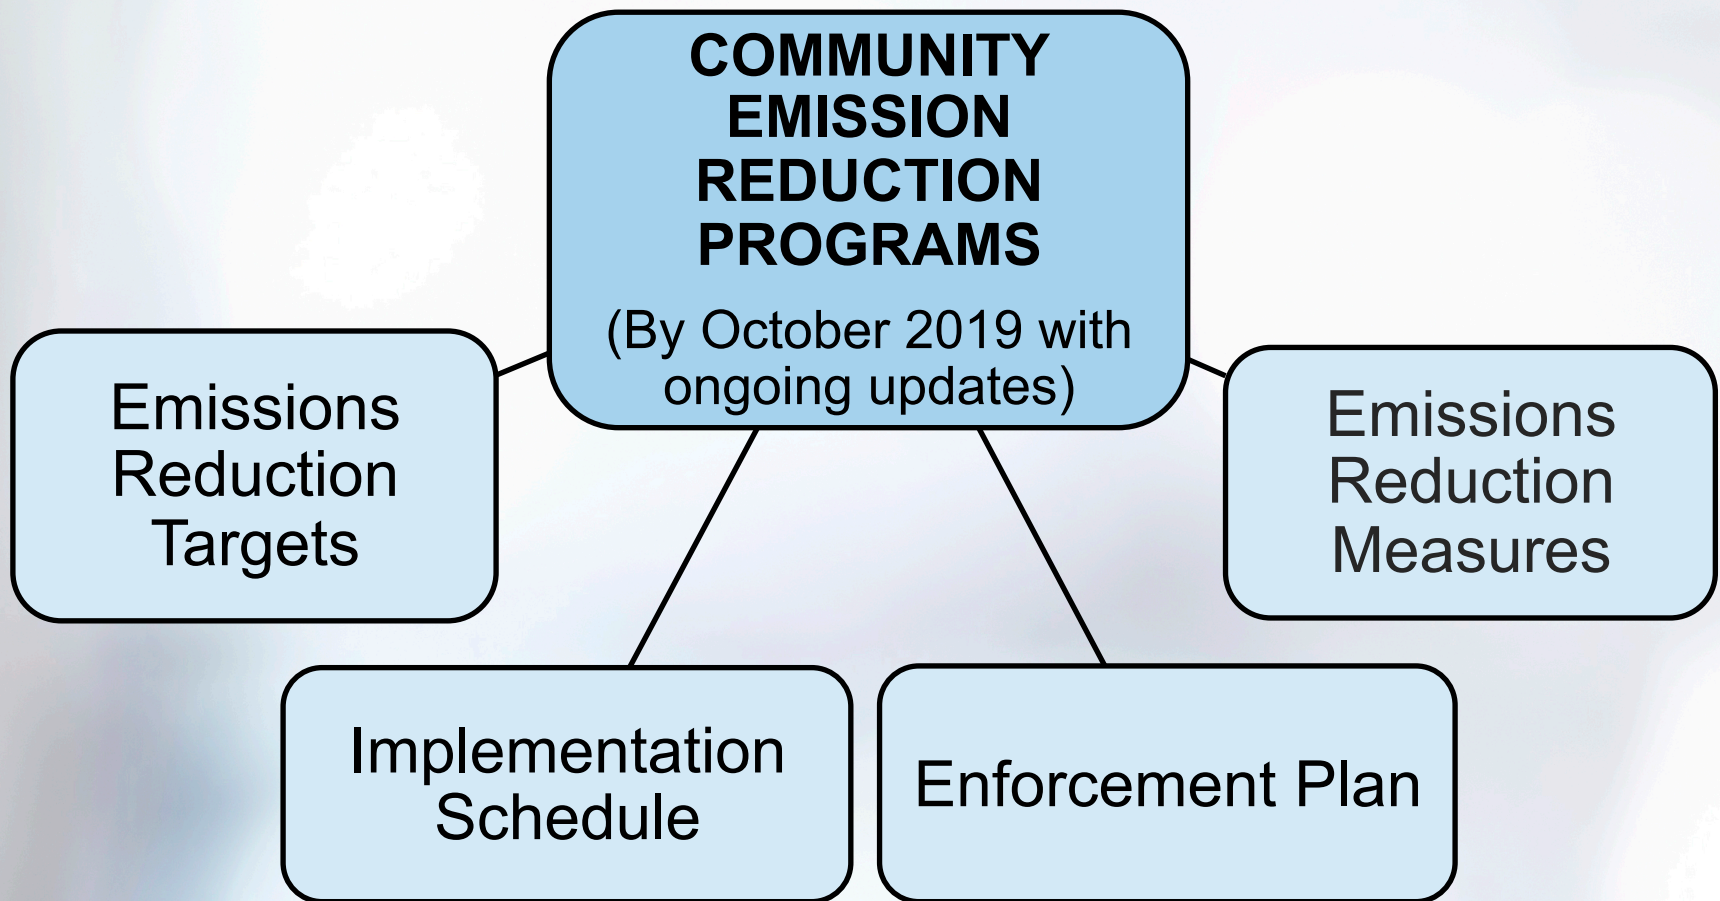 COMMUNITY
EMISSION
REDUCTION
PROGRAMS
(By October 2019 with
ongoing updates)
Emissions
Reduction
Targets
Implementation
Schedule
Enforcement Plan
Emissions
Reduction
Measures